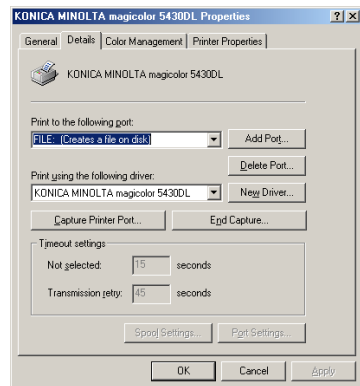 KONICA MINOLTA magicolor 5430DL Properties
General Details Color Management Printer Properties
KONICA MINOLTA magicolor 5430DL
Print to the following port:
FILE: (Creates a file on disk) Add Port...
Delete Port...
Print using the following driver:
KONICA MINOLTA magicolor 5430DL New Driver...
Capture Printer Port... End Capture...
Timeout settings
Not selected: 15 seconds
Transmission retry: 45 seconds
Spool Settings... Port Settings...
OK Cancel Apply